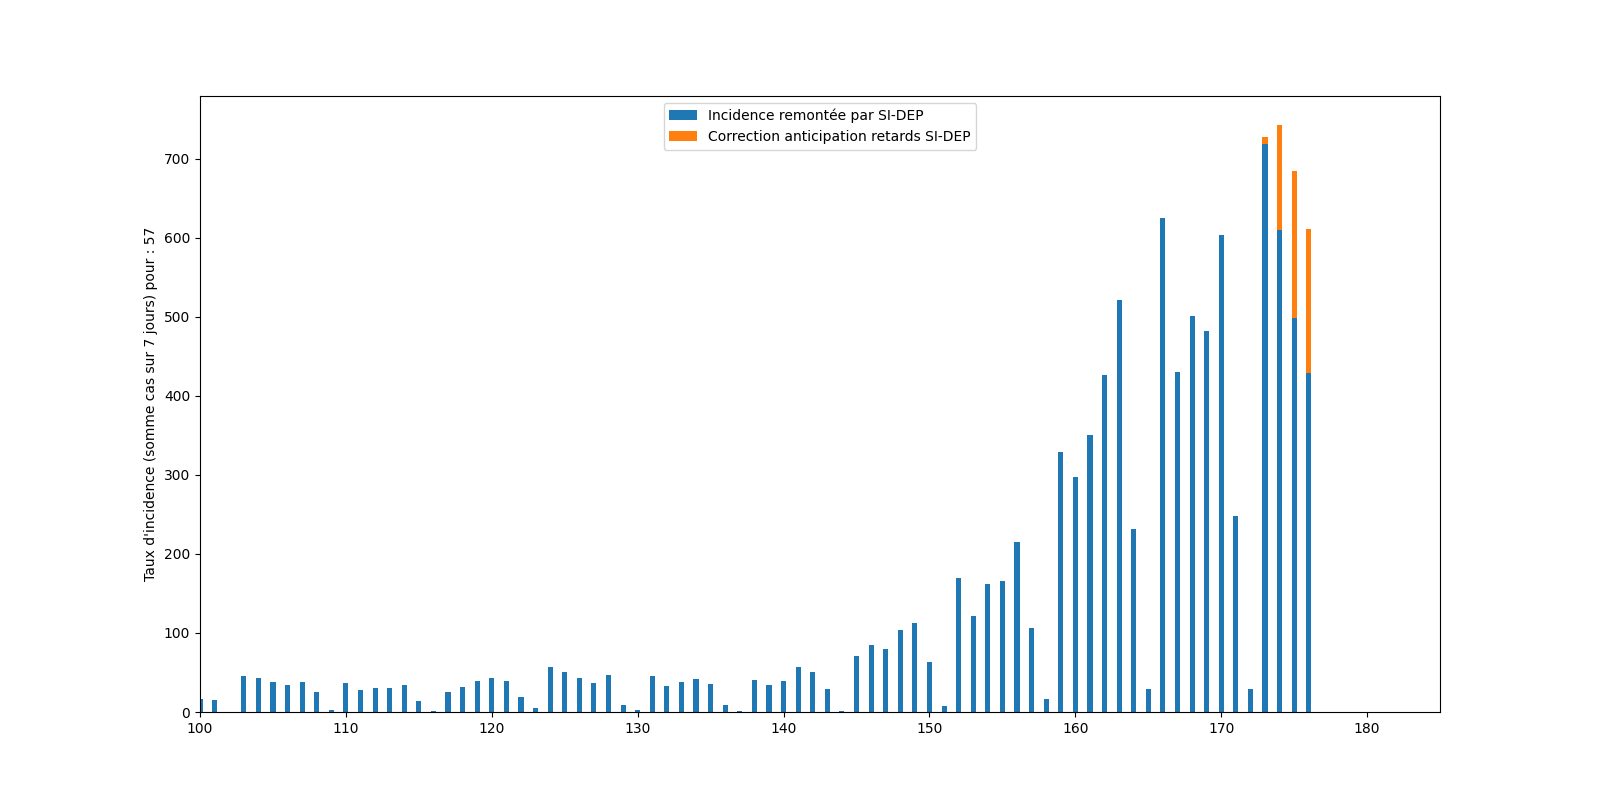 Incidence remontée par SI-DEP
Correction anticipation retards SI-DEP
Taux d'incidence (somme cas sur 7 jours) pour : 57
700
600
500
400
300
200
100
0
100 110 120 130 140 150 160 170 180